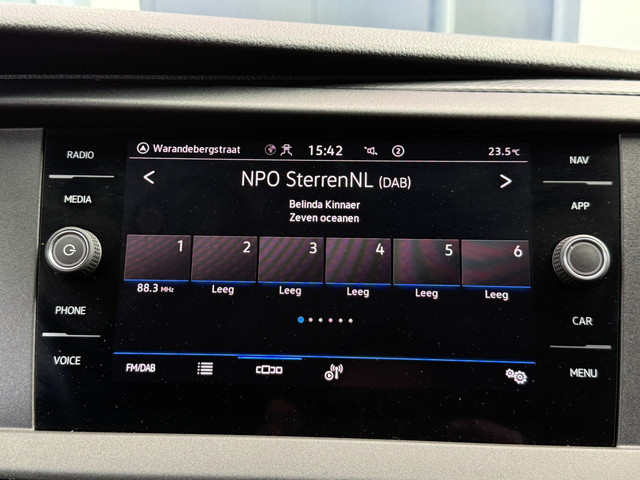 RADIO
MEDIA
PHONE
VOICE
Warandebergstraat 15:42 2 23.5°C
NPO SterrenNL (DAB)
Belinda Kinnaer
Zeven oceanen
1 2 3 4 5 6
88.3 MHz Leeg Leeg Leeg Leeg Leeg
FM/DAB
NAV
APP
CAR
MENU